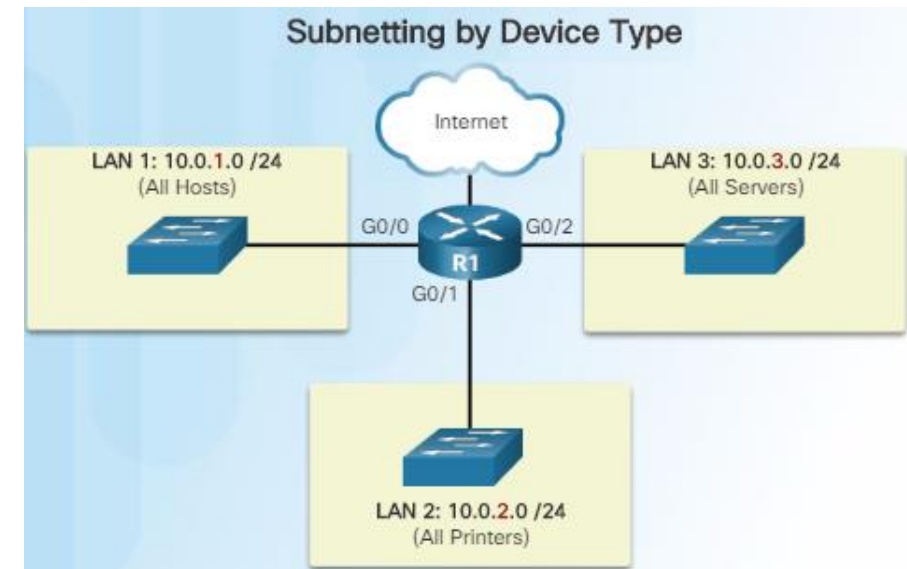 Subnetting by Device Type
Internet
LAN 1: 10.0.1.0 /24
(All Hosts)
LAN 3: 10.0.3.0 /24
(All Servers)
G0/0
G0/2
R1
G0/1
LAN 2: 10.0.2.0 /24
(All Printers)